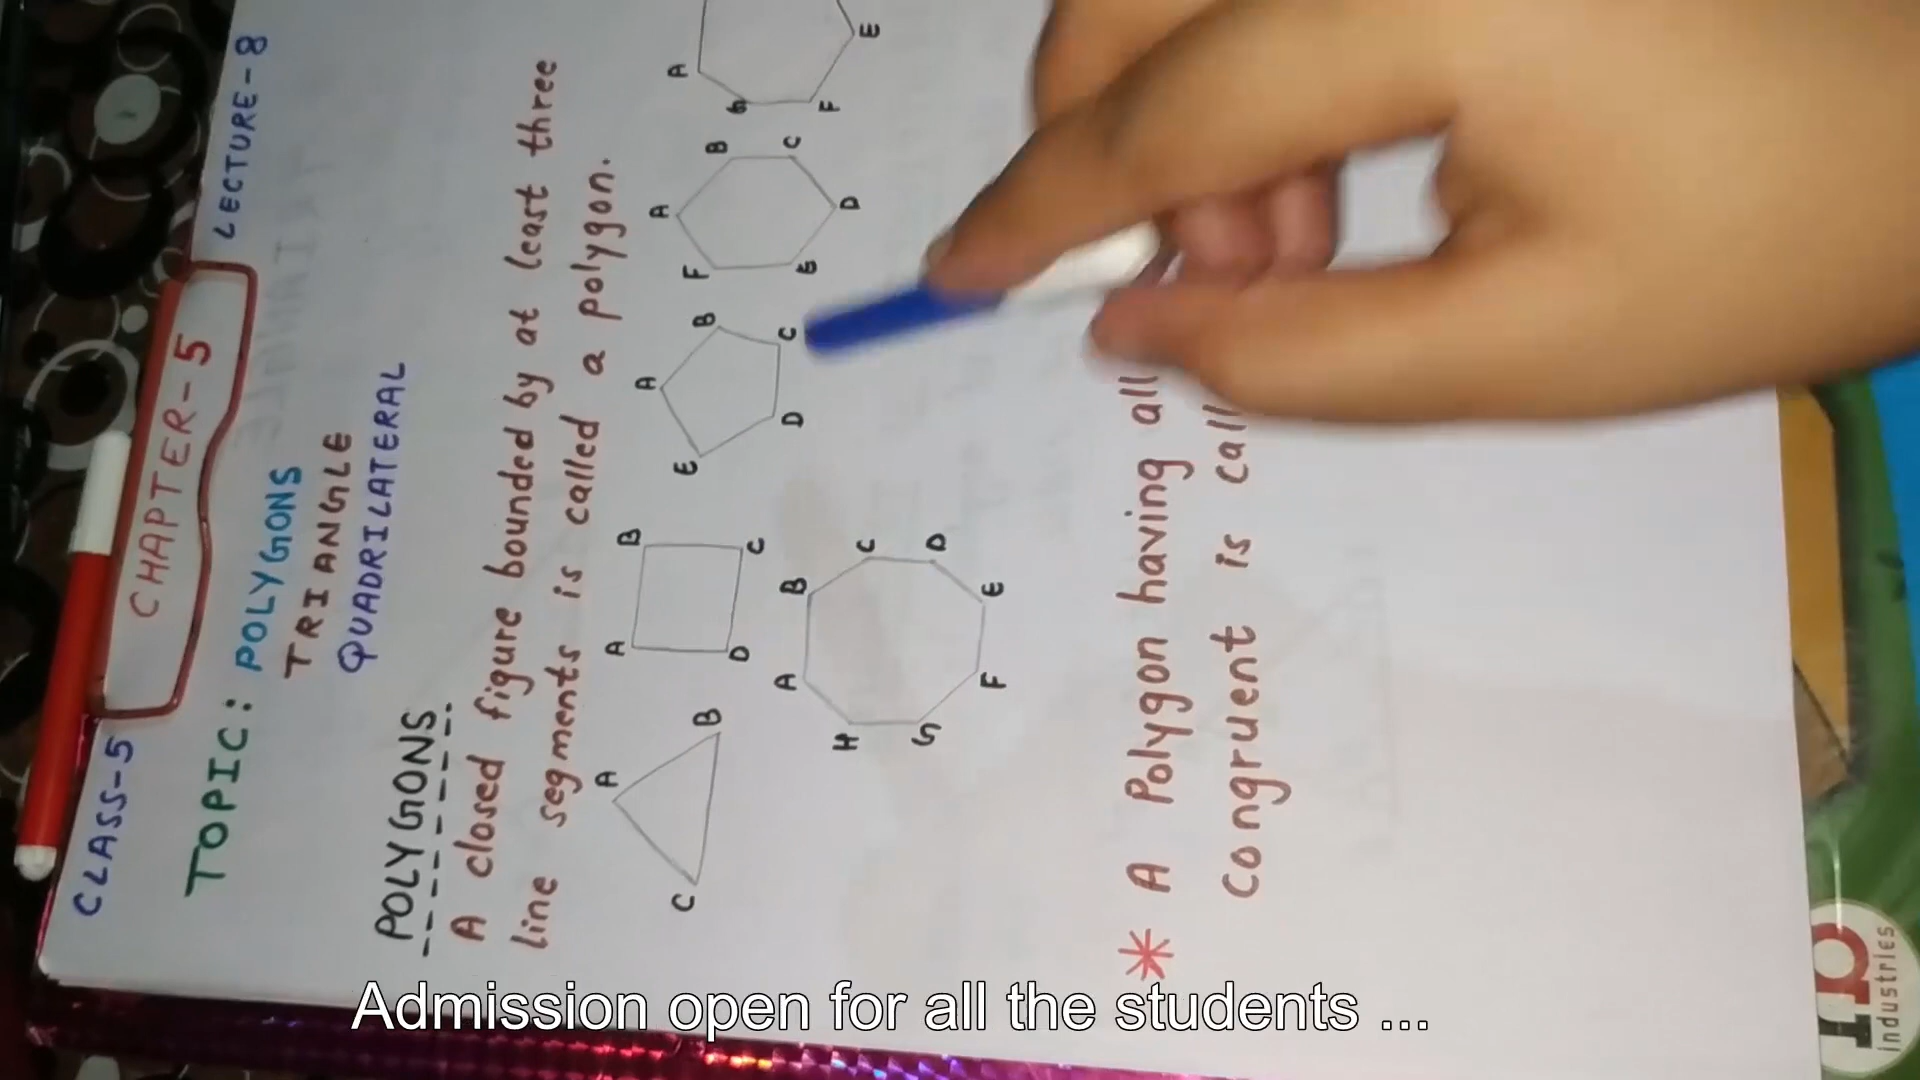 CLASS-5 CHAPTER-5 LECTURE-8
TOPIC: POLYGONS
TRIANGLE
QUADRILATERAL
POLYGONS
A closed figure bounded by at least three
line segments is called a polygon.
A B C
A B C D
A B C D E
A B C D E F
A E F G
A B C D E F G H
* A Polygon having all
Congruent is call
Admission open for all the students ...
industries